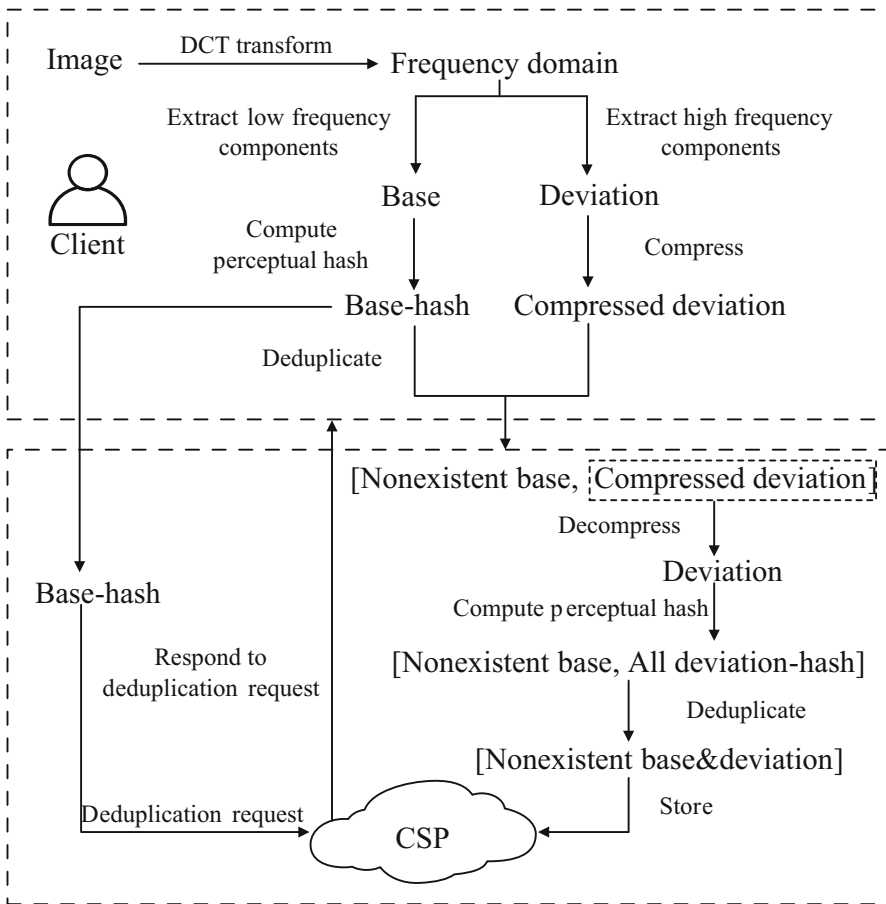 DCT transform
Image
Frequency domain
Extract low frequency
components
Extract high frequency
components
Base
Deviation
Client
Compute
perceptual hash
Compress
Base-hash
Compressed deviation
Deduplicate
[Nonexistent base, Compressed deviation]
Decompress
Deviation
Base-hash
Compute perceptual hash
Respond to
deduplication request
[Nonexistent base, All deviation-hash]
Deduplicate
[Nonexistent base&deviation]
Deduplication request
Store
CSP